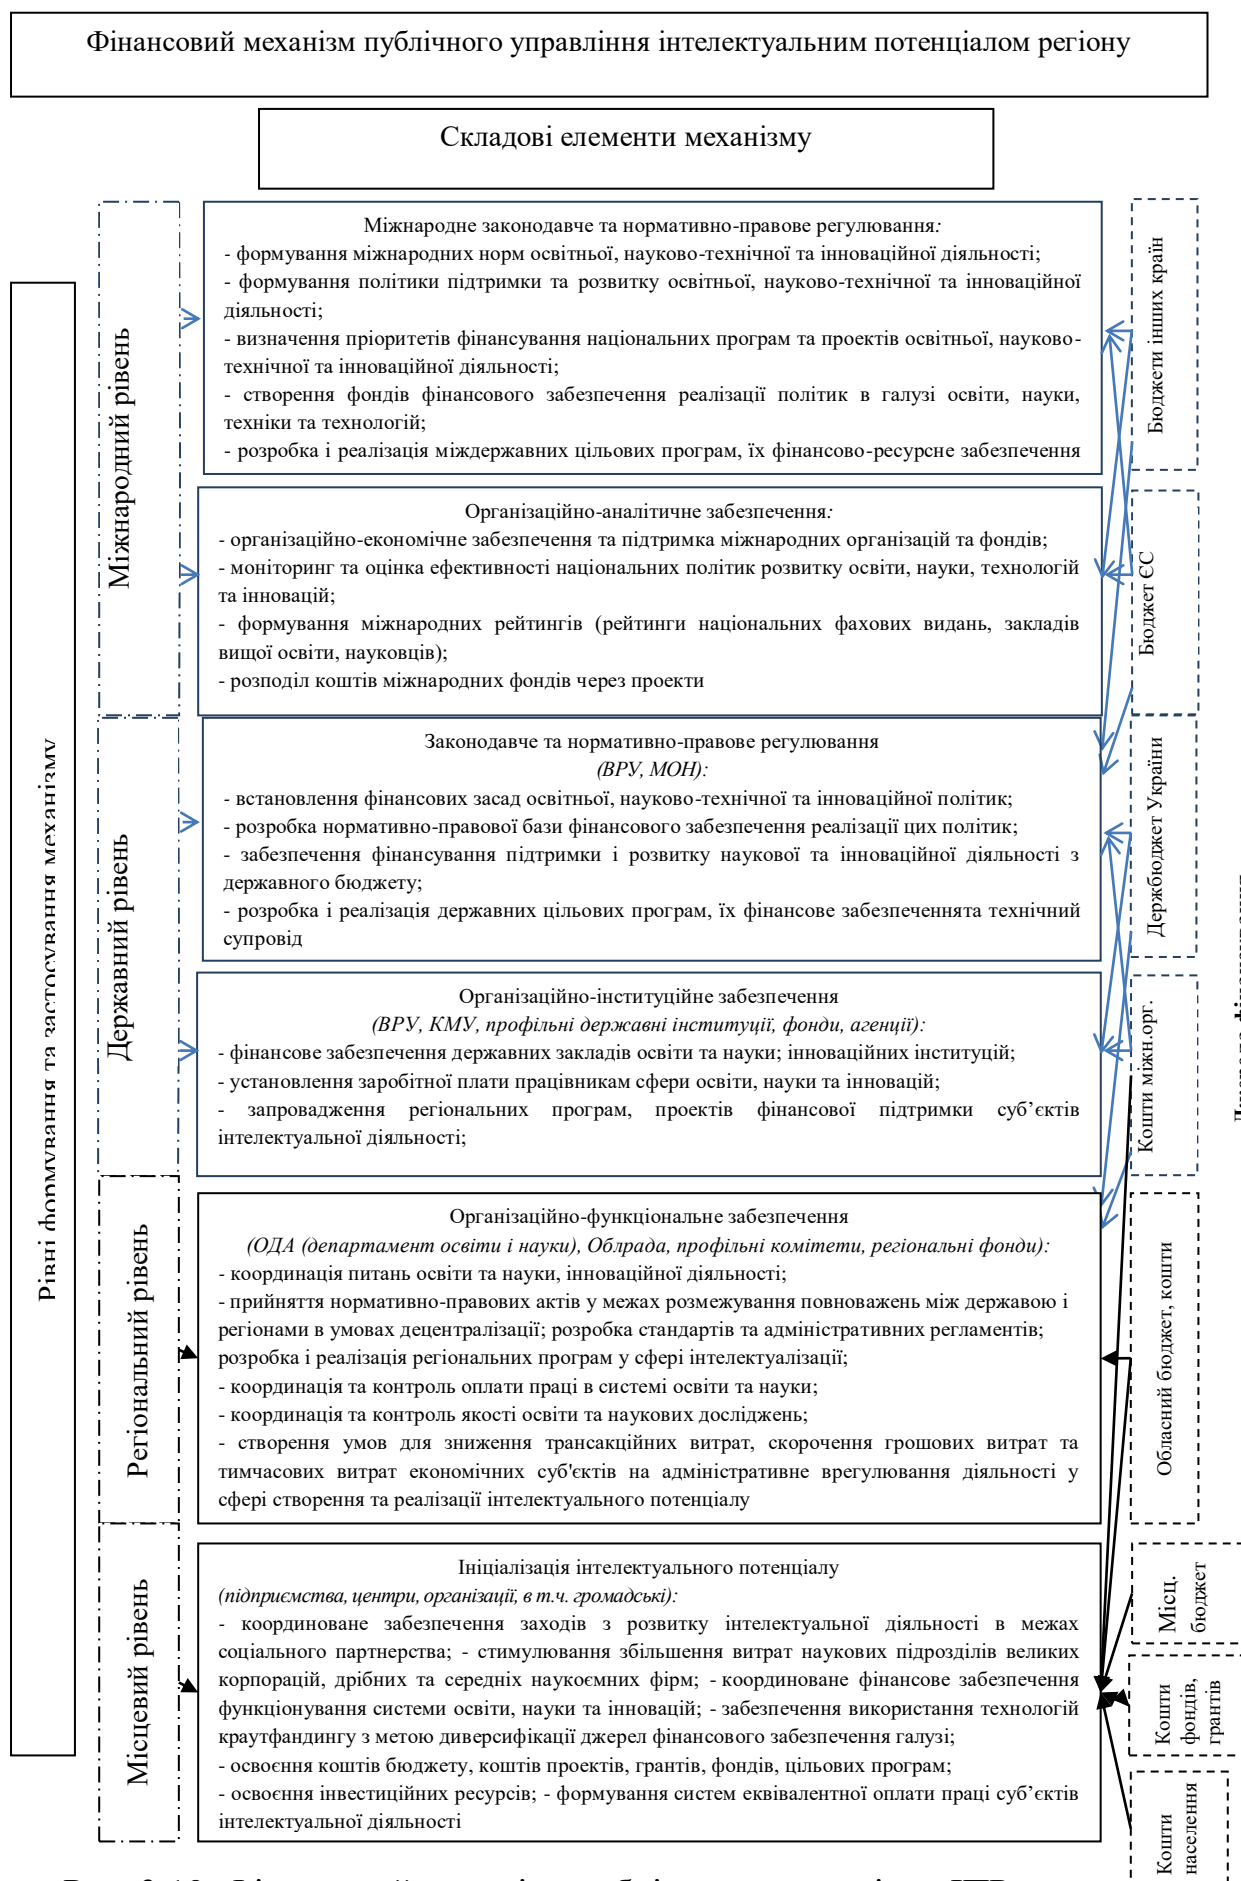 Фінансовий механізм публічного управління інтелектуальним потенціалом регіону
Складові елементи механізму
Рівні формування та застосування механізму
Міжнародний рівень
Міжнародне законодавче та нормативно-правове регулювання:
- формування міжнародних норм освітньої, науково-технічної та інноваційної діяльності;
- формування політики підтримки та розвитку освітньої, науково-технічної та інноваційної
діяльності;
- визначення пріоритетів фінансування національних програм та проектів освітньої, науково-
технічної та інноваційної діяльності;
- створення фондів фінансового забезпечення реалізації політик в галузі освіти, науки,
техніки та технологій;
- розробка і реалізація міждержавних цільових програм, їх фінансово-ресурсне забезпечення
Організаційно-аналітичне забезпечення:
- організаційно-економічне забезпечення та підтримка міжнародних організацій та фондів;
- моніторинг та оцінка ефективності національних політик розвитку освіти, науки, технологій
та інновацій;
- формування міжнародних рейтингів (рейтинги національних фахових видань, закладів
вищої освіти, науковців);
- розподіл коштів міжнародних фондів через проекти
Державний рівень
Законодавче та нормативно-правове регулювання
(ВРУ, МОН):
- встановлення фінансових засад освітньої, науково-технічної та інноваційної політик;
- розробка нормативно-правової бази фінансового забезпечення реалізації цих політик;
- забезпечення фінансування підтримки і розвитку наукової та інноваційної діяльності з
державного бюджету;
- розробка і реалізація державних цільових програм, їх фінансове забезпеченнята технічний
супровід
Організаційно-інституційне забезпечення
(ВРУ, КМУ, профільні державні інституції, фонди, агенції):
- фінансове забезпечення державних закладів освіти та науки; інноваційних інституцій;
- установлення заробітної плати працівникам сфери освіти, науки та інновацій;
- запровадження регіональних програм, проектів фінансової підтримки суб’єктів
інтелектуальної діяльності;
Регіональний рівень
Організаційно-функціональне забезпечення
(ОДА (департамент освіти і науки), Облрада, профільні комітети, регіональні фонди):
- координація питань освіти та науки, інноваційної діяльності;
- прийняття нормативно-правових актів у межах розмежування повноважень між державою і
регіонами в умовах децентралізації; розробка стандартів та адміністративних регламентів;
розробка і реалізація регіональних програм у сфері інтелектуалізації;
- координація та контроль оплати праці в системі освіти та науки;
- координація та контроль якості освіти та наукових досліджень;
- створення умов для зниження трансакційних витрат, скорочення грошових витрат та
тимчасових витрат економічних суб'єктів на адміністративне врегулювання діяльності у
сфері створення та реалізації інтелектуального потенціалу
Місцевий рівень
Ініціалізація інтелектуального потенціалу
(підприємства, центри, організації, в т.ч. громадські):
- координоване забезпечення заходів з розвитку інтелектуальної діяльності в межах
соціального партнерства; - стимулювання збільшення витрат наукових підрозділів великих
корпорацій, дрібних та середніх наукоємних фірм; - координоване фінансове забезпечення
функціонування системи освіти, науки та інновацій; - забезпечення використання технологій
краутфандингу з метою диверсифікації джерел фінансового забезпечення галузі;
- освоєння коштів бюджету, коштів проектів, грантів, фондів, цільових програм;
- освоєння інвестиційних ресурсів; - формування систем еквівалентної оплати праці суб’єктів
інтелектуальної діяльності
Бюджети інших країн
Бюджет ЄС
Держбюджет України
Кошти міжн.орг.
Обласний бюджет, кошти
Місц.
бюджет
Кошти
фондів,
грантів
Кошти
населення